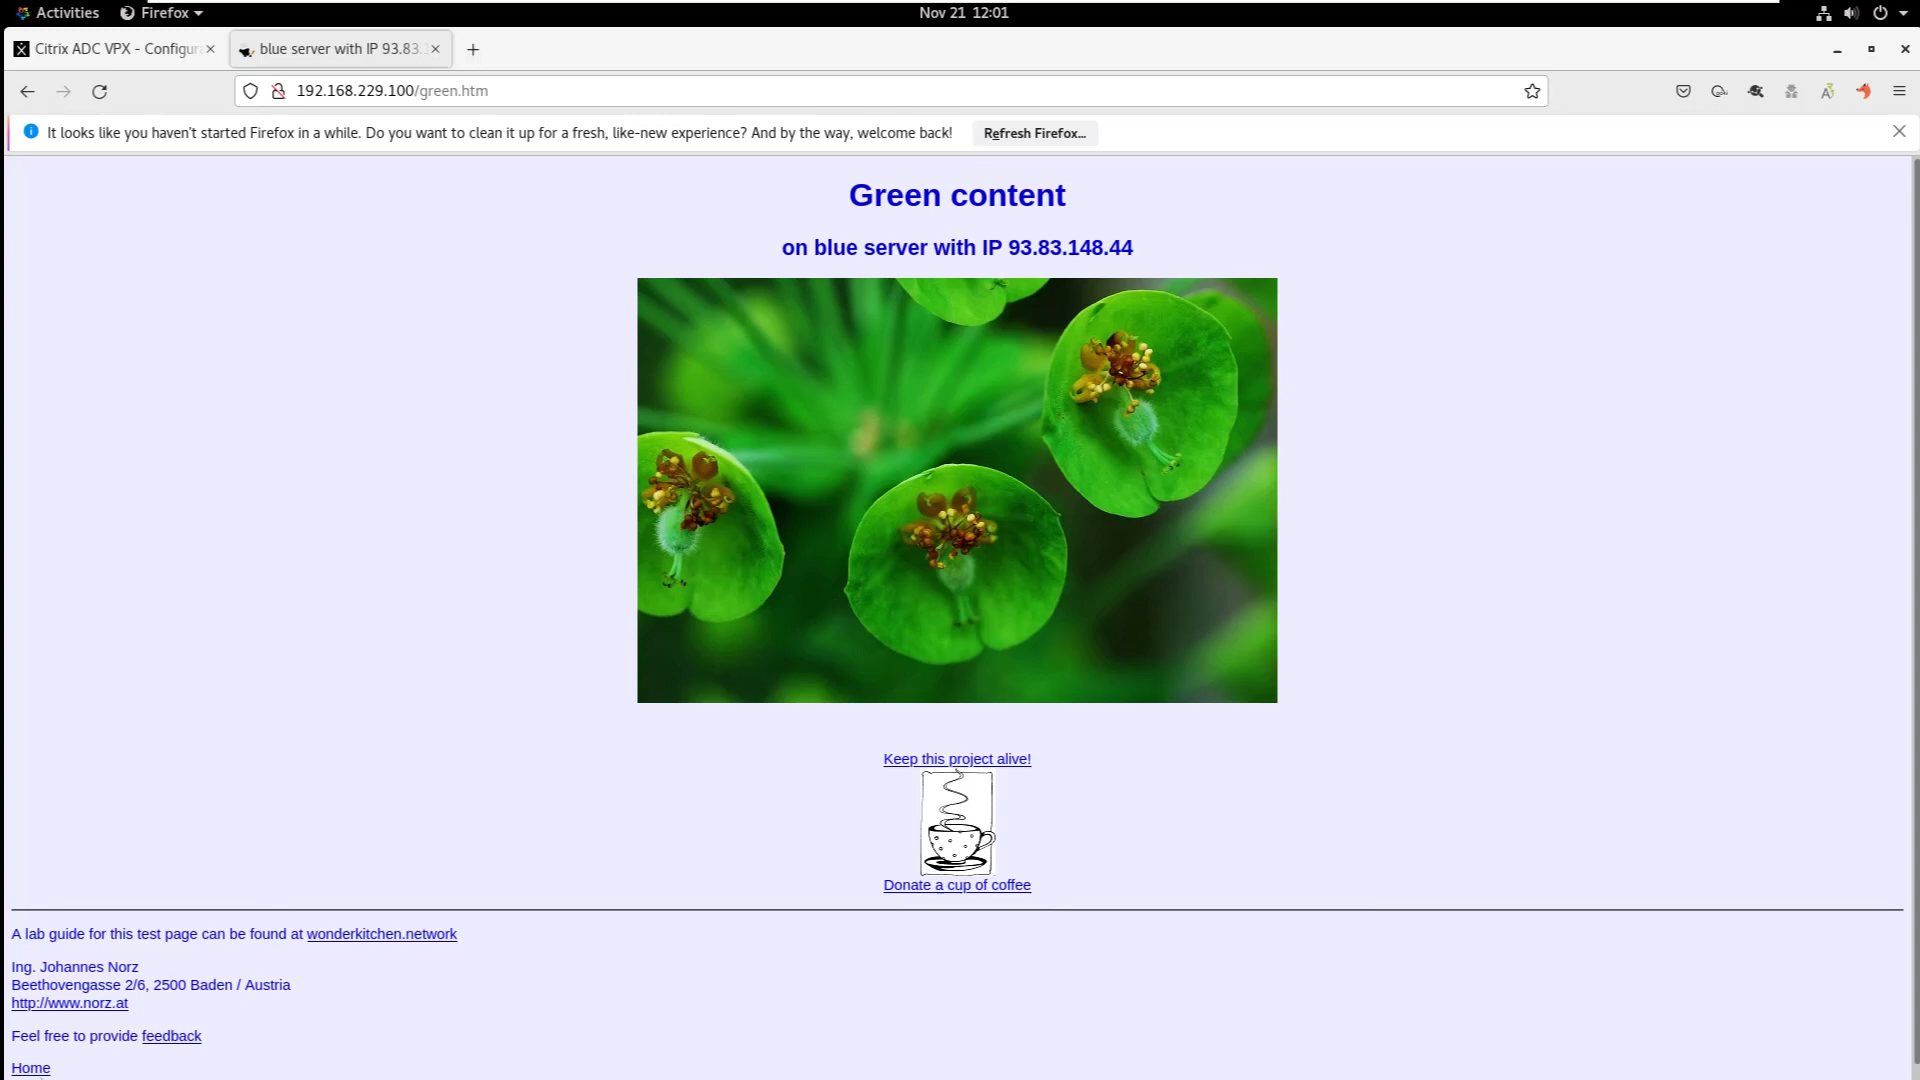 Activities Firefox Nov 21 12:01
Citrix ADC VPX - Configur blue server with IP 93.83.
192.168.229.100/green.htm
It looks like you haven't started Firefox in a while. Do you want to clean it up for a fresh, like-new experience? And by the way, welcome back! Refresh Firefox...
Green content
on blue server with IP 93.83.148.44
Keep this project alive!
Donate a cup of coffee
A lab guide for this test page can be found at wonderkitchen.network
Ing. Johannes Norz
Beethovengasse 2/6, 2500 Baden / Austria
http://www.norz.at
Feel free to provide feedback
Home